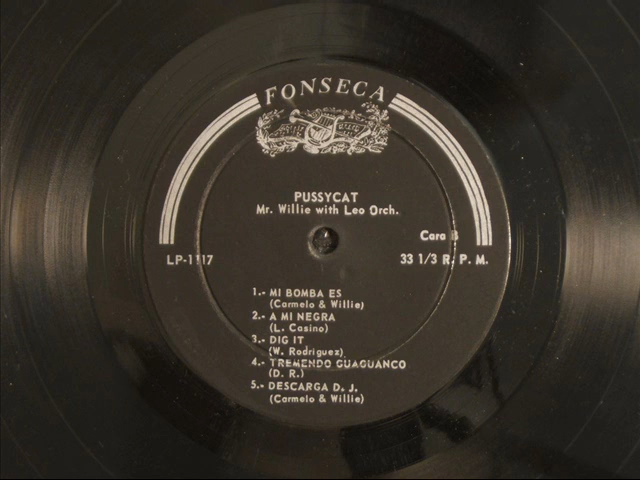 FONSECA
PUSSYCAT
Mr. Willie with Leo Orch.
Cara B
LP-1117
33 1/3 R. P. M.
1.- MI BOMBA ES
(Carmelo & Willie)
2.- A MI NEGRA
(L. Casino)
3.- DIG IT
(W. Rodriguez)
4.- TREMENDO GUAGUANCO
(D. R.)
5.- DESCARGA D. J.
(Carmelo & Willie)